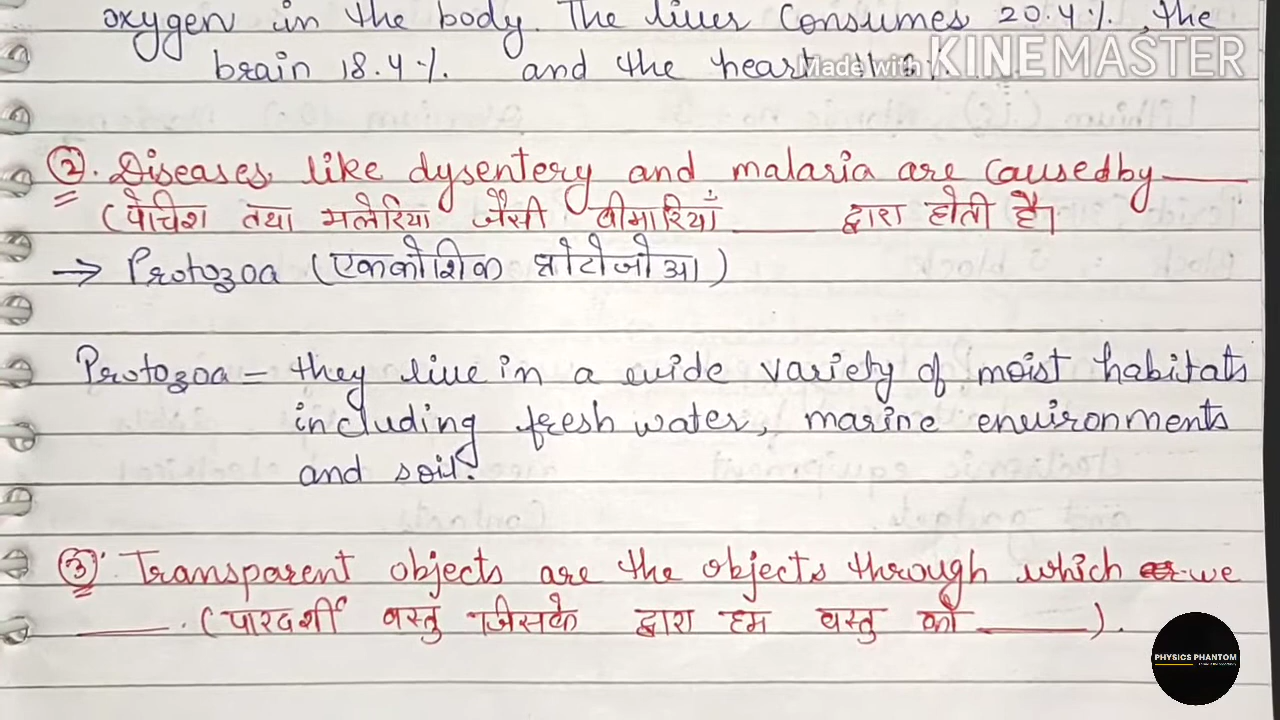 oxygen in the body. The liver consumes 20.4%, the
brain 18.4%. and the heart
Made with KINEMASTER
②. Diseases like dysentery and malaria are caused by ____
(पेचिश तथा मलेरिया जैसी बीमारियाँ ____ द्वारा होती है।
→ Protozoa (एककोशिक प्रोटोजोआ)
Protozoa = they live in a wide variety of moist habitats
including fresh water, marine environments
and soil.
③. Transparent objects are the objects through which we
____. (पारदर्शी वस्तु जिसके द्वारा हम वस्तु को ____).
PHYSICS PHANTOM